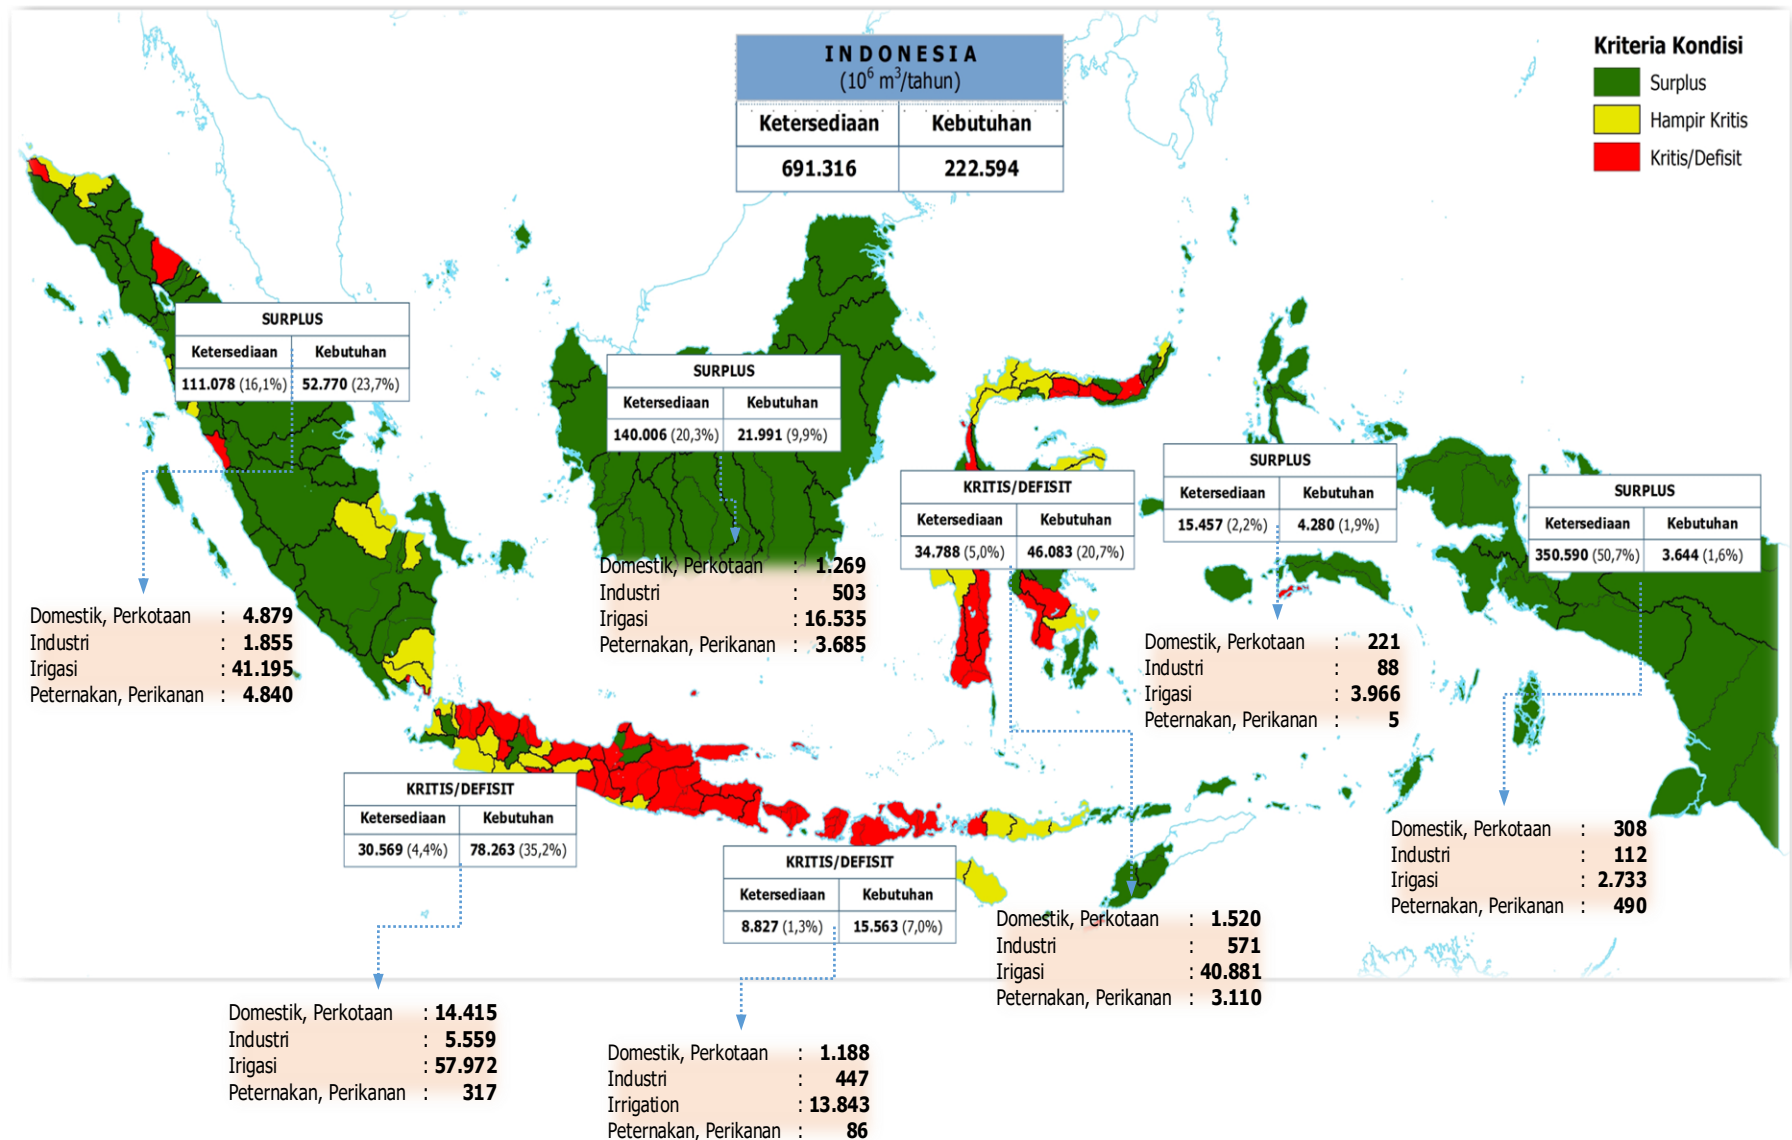 INDONESIA
(10⁶ m³/tahun)
Ketersediaan Kebutuhan
691.316 222.594
Kriteria Kondisi
Surplus
Hampir Kritis
Kritis/Defisit
SURPLUS
Ketersediaan Kebutuhan
111.078 (16,1%) 52.770 (23,7%)
Domestik, Perkotaan : 4.879
Industri : 1.855
Irigasi : 41.195
Peternakan, Perikanan : 4.840
SURPLUS
Ketersediaan Kebutuhan
140.006 (20,3%) 21.991 (9,9%)
Domestik, Perkotaan : 1.269
Industri : 503
Irigasi : 16.535
Peternakan, Perikanan : 3.685
KRITIS/DEFISIT
Ketersediaan Kebutuhan
34.788 (5,0%) 46.083 (20,7%)
Domestik, Perkotaan : 1.520
Industri : 571
Irigasi : 40.881
Peternakan, Perikanan : 3.110
SURPLUS
Ketersediaan Kebutuhan
15.457 (2,2%) 4.280 (1,9%)
Domestik, Perkotaan : 221
Industri : 88
Irigasi : 3.966
Peternakan, Perikanan : 5
SURPLUS
Ketersediaan Kebutuhan
350.590 (50,7%) 3.644 (1,6%)
Domestik, Perkotaan : 308
Industri : 112
Irigasi : 2.733
Peternakan, Perikanan : 490
KRITIS/DEFISIT
Ketersediaan Kebutuhan
30.569 (4,4%) 78.263 (35,2%)
Domestik, Perkotaan : 14.415
Industri : 5.559
Irigasi : 57.972
Peternakan, Perikanan : 317
KRITIS/DEFISIT
Ketersediaan Kebutuhan
8.827 (1,3%) 15.563 (7,0%)
Domestik, Perkotaan : 1.188
Industri : 447
Irrigation : 13.843
Peternakan, Perikanan : 86